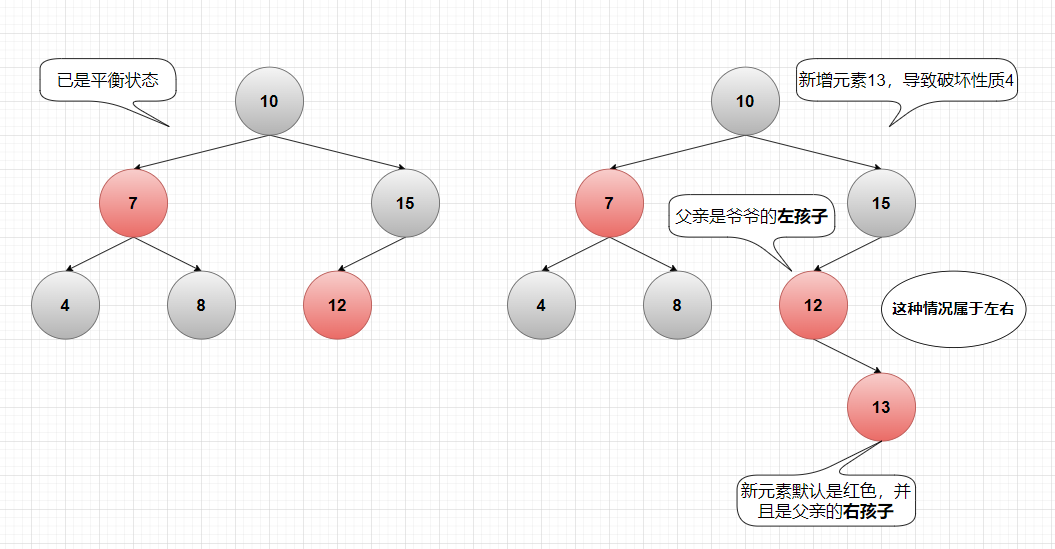 已是平衡状态
10
7
15
4
8
12
新增元素13，导致破坏性质4
10
7
15
父亲是爷爷的左孩子
4
8
12
这种情况属于左右
13
新元素默认是红色，并
且是父亲的右孩子